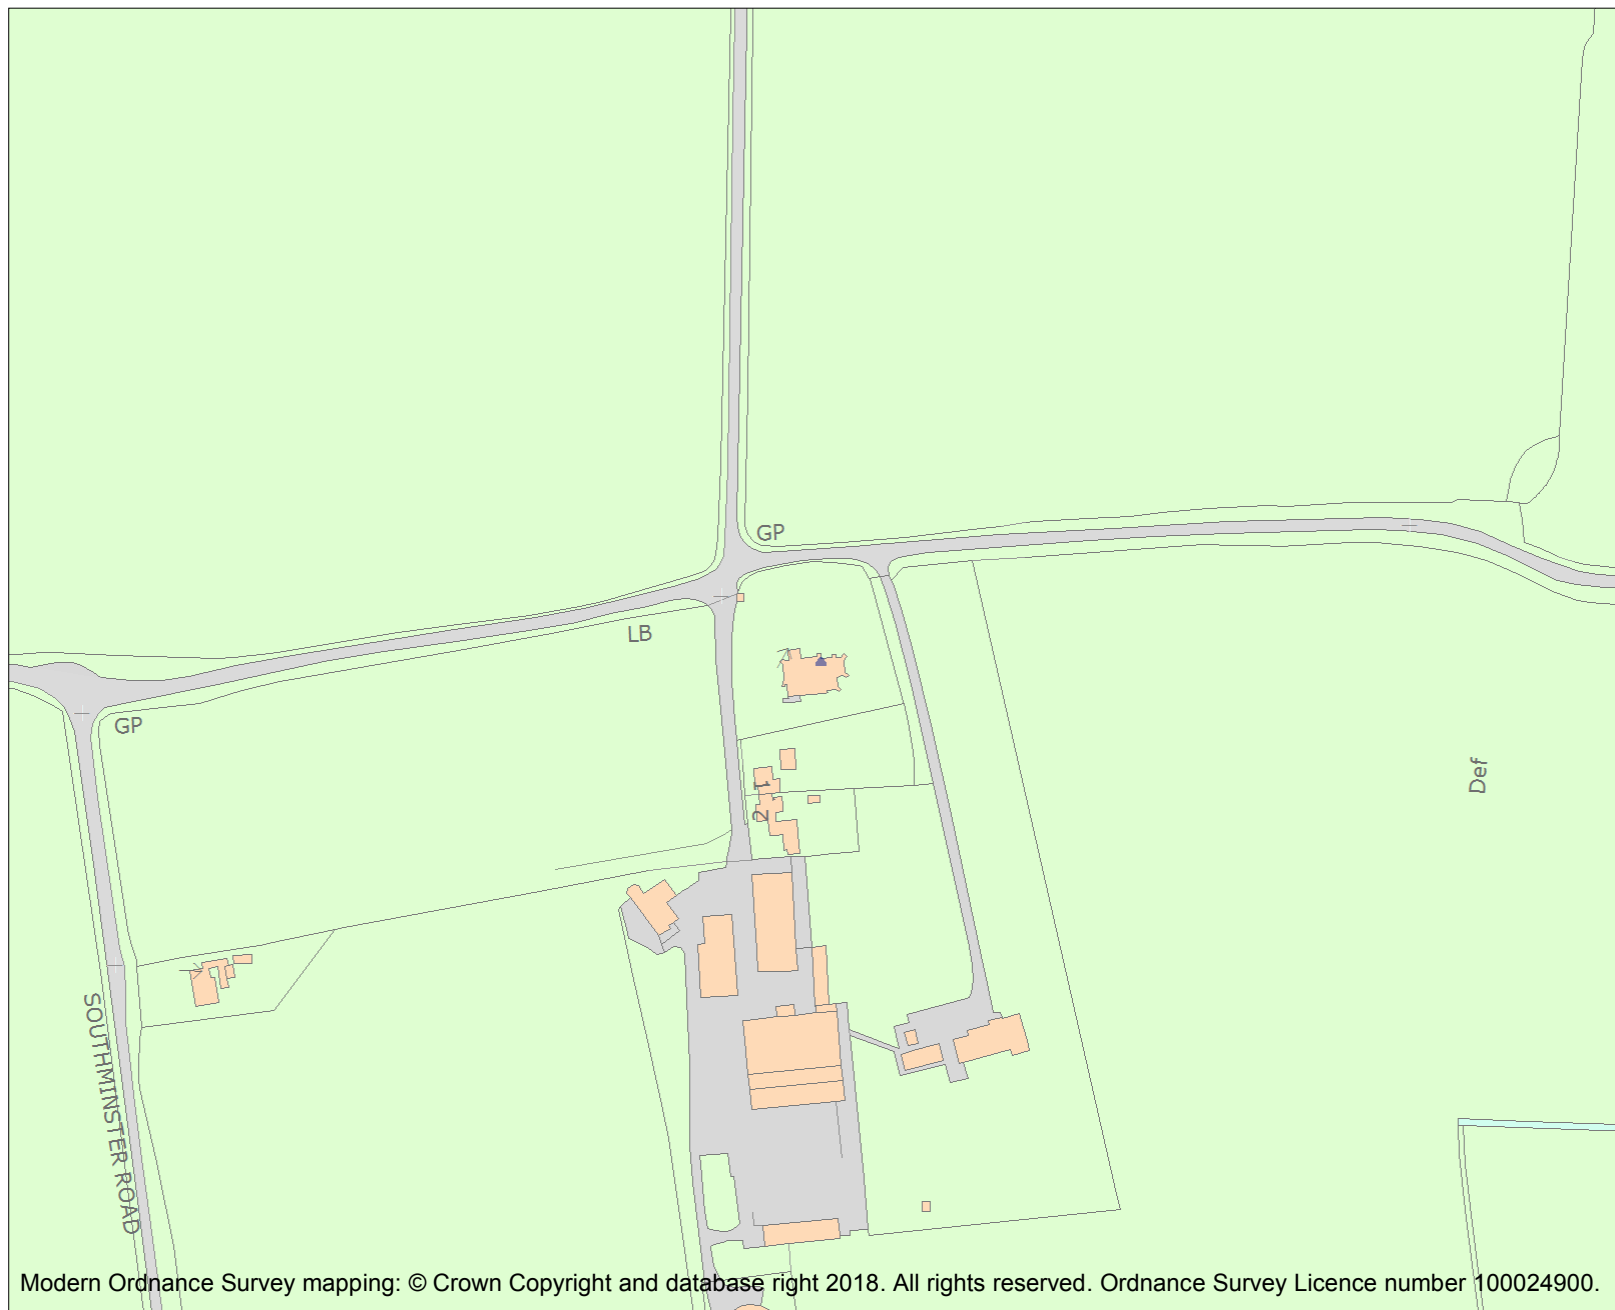 GP
LB
GP
Def
1
2
SOUTHMINSTER ROAD
Modern Ordnance Survey mapping: © Crown Copyright and database right 2018. All rights reserved. Ordnance Survey Licence number 100024900.